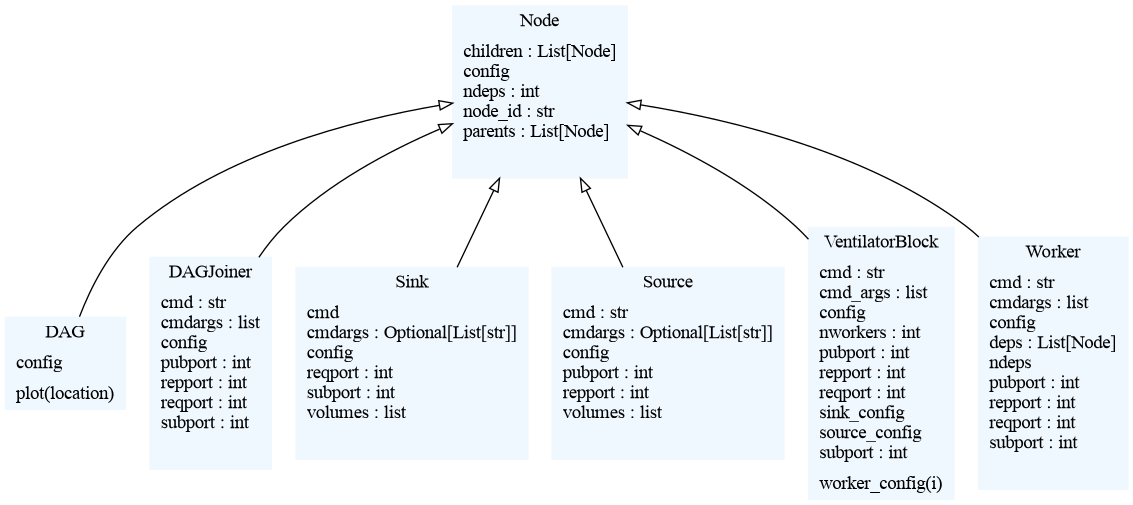 Node
children : List[Node]
config
ndeps : int
node_id : str
parents : List[Node]
DAG
config
plot(location)
DAGJoiner
cmd : str
cmdargs : list
config
pubport : int
repport : int
reqport : int
subport : int
Sink
cmd
cmdargs : Optional[List[str]]
config
reqport : int
subport : int
volumes : list
Source
cmd : str
cmdargs : Optional[List[str]]
config
pubport : int
repport : int
volumes : list
VentilatorBlock
cmd : str
cmd_args : list
config
nworkers : int
pubport : int
repport : int
reqport : int
sink_config
source_config
subport : int
worker_config(i)
Worker
cmd : str
cmdargs : list
config
deps : List[Node]
ndeps
pubport : int
repport : int
reqport : int
subport : int